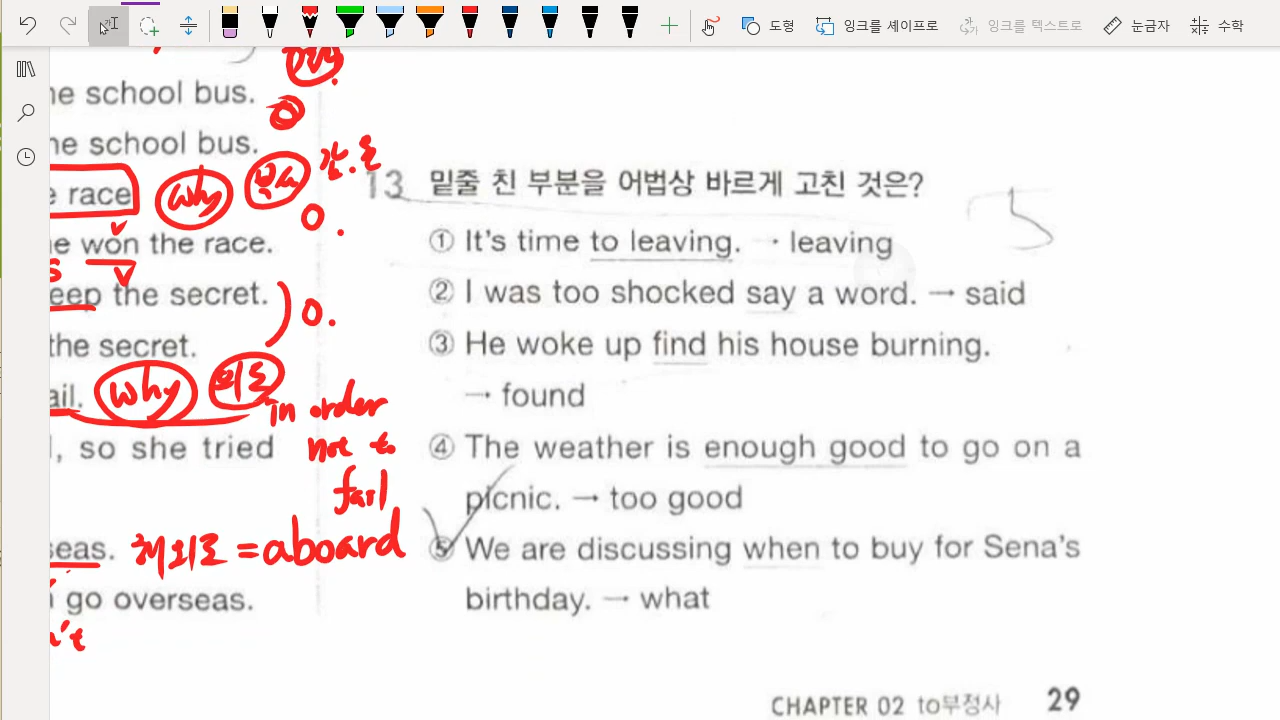 도형
잉크를 셰이프로
잉크를 텍스트로
눈금자
수학
he school bus.
he school bus.
race
why
부사
he won the race.
eep the secret.
the secret.
ail.
why
의도
in order
not to
fail
, so she tried
seas.
해외로 = aboard
go overseas.
n't
13 밑줄 친 부분을 어법상 바르게 고친 것은?
5
① It's time to leaving. → leaving
② I was too shocked say a word. → said
③ He woke up find his house burning.
→ found
④ The weather is enough good to go on a
picnic. → too good
⑤ We are discussing when to buy for Sena's
birthday. → what
CHAPTER 02 to부정사 29